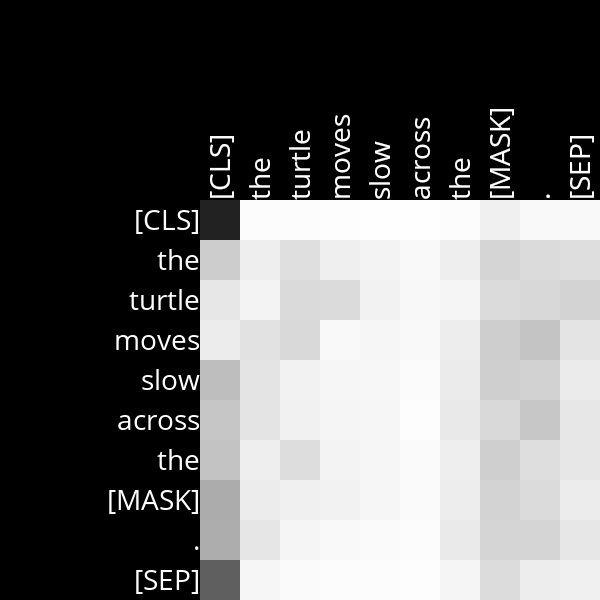 [CLS] the turtle moves slow across the [MASK] . [SEP]
[CLS]
the
turtle
moves
slow
across
the
[MASK]
.
[SEP]